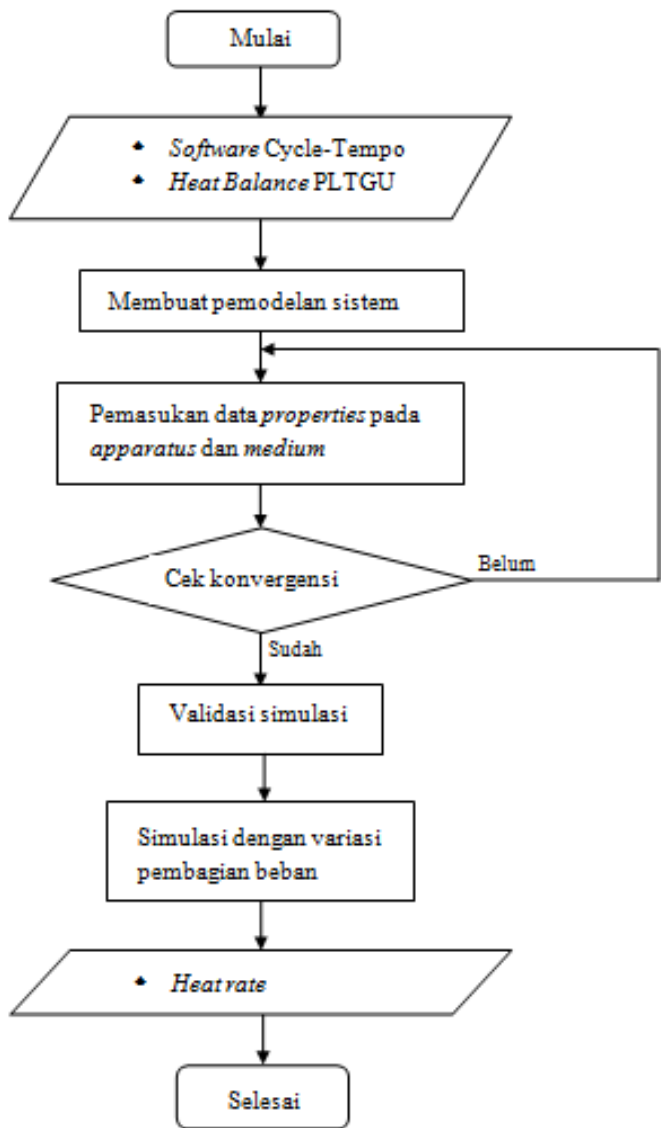 Mulai
Software Cycle-Tempo
Heat Balance PLTGU
Membuat pemodelan sistem
Pemasukan data properties pada
apparatus dan medium
Cek konvergensi
Belum
Sudah
Validasi simulasi
Simulasi dengan variasi
pembagian beban
Heat rate
Selesai